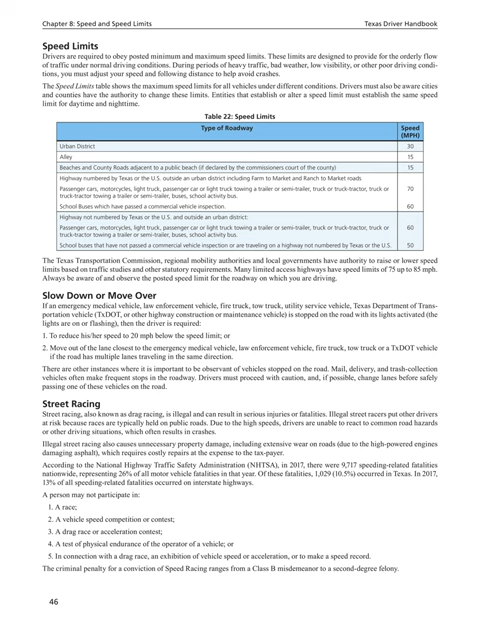 Chapter 8: Speed and Speed Limits
Texas Driver Handbook
Speed Limits
Drivers are required to obey posted minimum and maximum speed limits. These limits are designed to provide for the orderly flow
of traffic under normal driving conditions. During periods of heavy traffic, bad weather, low visibility, or other poor driving condi-
tions, you must adjust your speed and following distance to help avoid crashes.
The Speed Limits table shows the maximum speed limits for all vehicles under different conditions. Drivers must also be aware cities
and counties have the authority to change these limits. Entities that establish or alter a speed limit must establish the same speed
limit for daytime and nighttime.
Table 22: Speed Limits
Type of Roadway
Speed
(MPH)
Urban District 30
Alley 15
Beaches and County Roads adjacent to a public beach (if declared by the commissioners court of the county) 15
Highway numbered by Texas or the U.S. outside an urban district including Farm to Market and Ranch to Market roads
Passenger cars, motorcycles, light truck, passenger car or light truck towing a trailer or semi-trailer, truck or truck-tractor, truck or 70
truck-tractor towing a trailer or semi-trailer, buses, school activity bus.
School Buses which have passed a commercial vehicle inspection. 60
Highway not numbered by Texas or the U.S. and outside an urban district:
Passenger cars, motorcycles, light truck, passenger car or light truck towing a trailer or semi-trailer, truck or truck-tractor, truck or 60
truck-tractor towing a trailer or semi-trailer, buses, school activity bus.
School buses that have not passed a commercial vehicle inspection or are traveling on a highway not numbered by Texas or the U.S. 50
The Texas Transportation Commission, regional mobility authorities and local governments have authority to raise or lower speed
limits based on traffic studies and other statutory requirements. Many limited access highways have speed limits of 75 up to 85 mph.
Always be aware of and observe the posted speed limit for the roadway on which you are driving.
Slow Down or Move Over
If an emergency medical vehicle, law enforcement vehicle, fire truck, tow truck, utility service vehicle, Texas Department of Trans-
portation vehicle (TxDOT, or other highway construction or maintenance vehicle) is stopped on the road with its lights activated (the
lights are on or flashing), then the driver is required:
1. To reduce his/her speed to 20 mph below the speed limit; or
2. Move out of the lane closest to the emergency medical vehicle, law enforcement vehicle, fire truck, tow truck or a TxDOT vehicle
if the road has multiple lanes traveling in the same direction.
There are other instances where it is important to be observant of vehicles stopped on the road. Mail, delivery, and trash-collection
vehicles often make frequent stops in the roadway. Drivers must proceed with caution, and, if possible, change lanes before safely
passing one of these vehicles on the road.
Street Racing
Street racing, also known as drag racing, is illegal and can result in serious injuries or fatalities. Illegal street racers put other drivers
at risk because races are typically held on public roads. Due to the high speeds, drivers are unable to react to common road hazards
or other driving situations, which often results in crashes.
Illegal street racing also causes unnecessary property damage, including extensive wear on roads (due to the high-powered engines
damaging asphalt), which requires costly repairs at the expense to the tax-payer.
According to the National Highway Traffic Safety Administration (NHTSA), in 2017, there were 9,717 speeding-related fatalities
nationwide, representing 26% of all motor vehicle fatalities in that year. Of these fatalities, 1,029 (10.5%) occurred in Texas. In 2017,
13% of all speeding-related fatalities occurred on interstate highways.
A person may not participate in:
1. A race;
2. A vehicle speed competition or contest;
3. A drag race or acceleration contest;
4. A test of physical endurance of the operator of a vehicle; or
5. In connection with a drag race, an exhibition of vehicle speed or acceleration, or to make a speed record.
The criminal penalty for a conviction of Speed Racing ranges from a Class B misdemeanor to a second-degree felony.
46